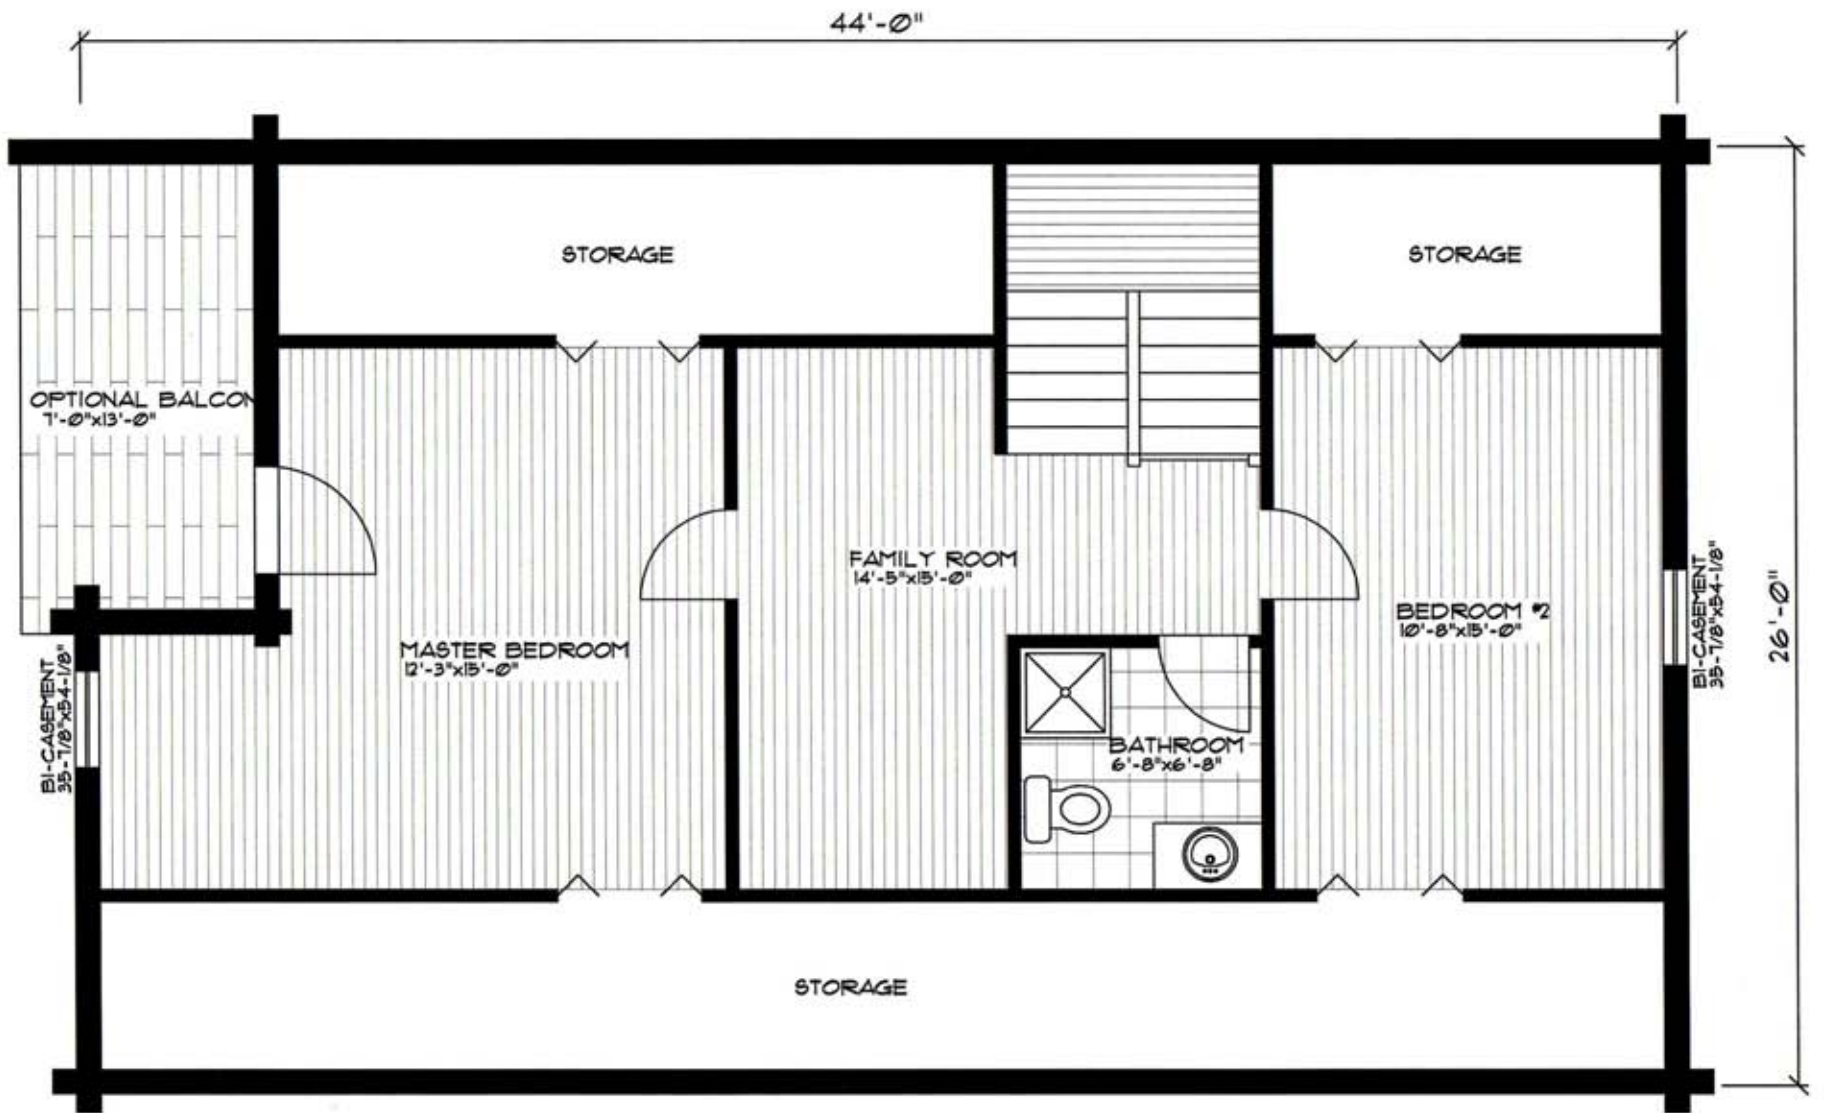 44'-0"
STORAGE
STORAGE
OPTIONAL BALCON
7'-0"x13'-0"
FAMILY ROOM
14'-5"x15'-0"
BI-CASEMENT
35-7/8"x54-1/8"
26'-0"
BEDROOM #2
10'-8"x15'-0"
MASTER BEDROOM
12'-3"x15'-0"
BI-CASEMENT
35-7/8"x54-1/8"
BATHROOM
6'-8"x6'-8"
STORAGE